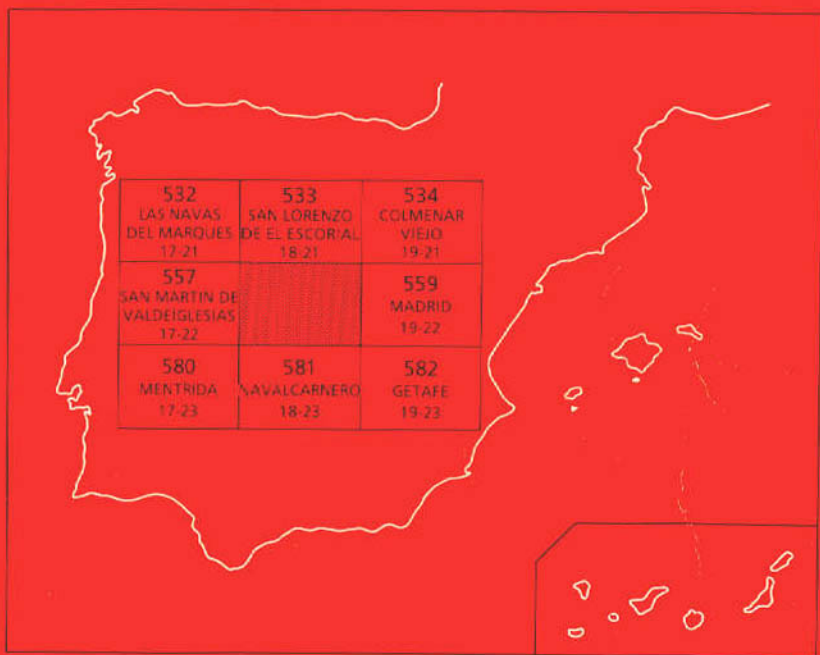 532
LAS NAVAS
DEL MARQUES
17-21
533
SAN LORENZO
DE EL ESCORIAL
18-21
534
COLMENAR
VIEJO
19-21
557
SAN MARTIN DE
VALDEIGLESIAS
17-22
559
MADRID
19-22
580
MENTRIDA
17-23
581
NAVALCARNERO
18-23
582
GETAFE
19-23